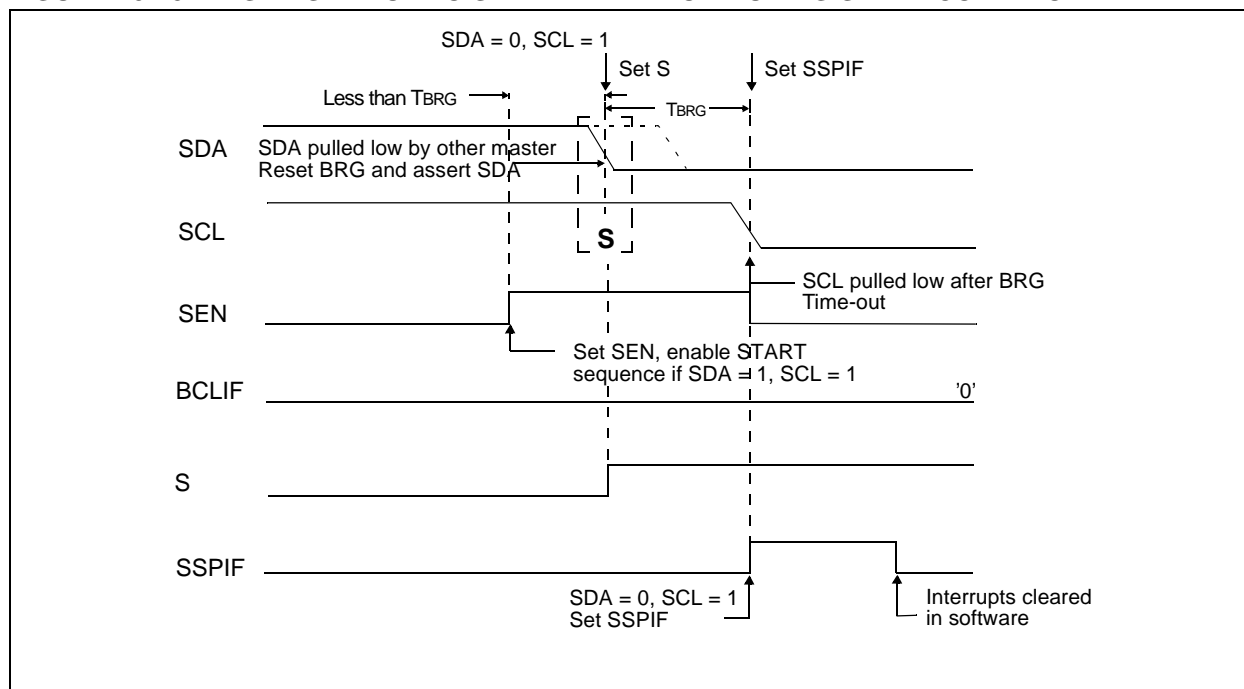 SDA = 0, SCL = 1
Set S
Set SSPIF
Less than TBRG
TBRG
SDA
SDA pulled low by other master
Reset BRG and assert SDA
SCL
S
SCL pulled low after BRG
Time-out
SEN
Set SEN, enable START
sequence if SDA = 1, SCL = 1
BCLIF
'0'
S
SSPIF
SDA = 0, SCL = 1
Set SSPIF
Interrupts cleared
in software